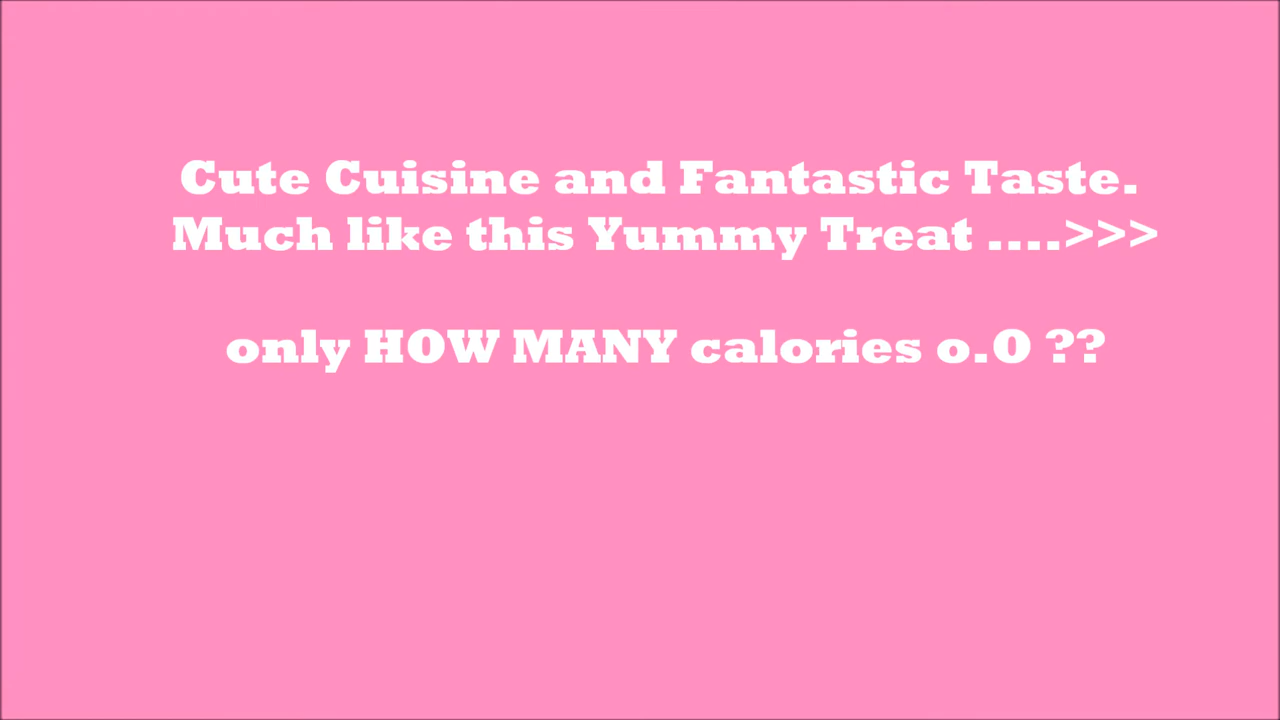 Cute Cuisine and Fantastic Taste.
Much like this Yummy Treat ....>>>
only HOW MANY calories o.O ??